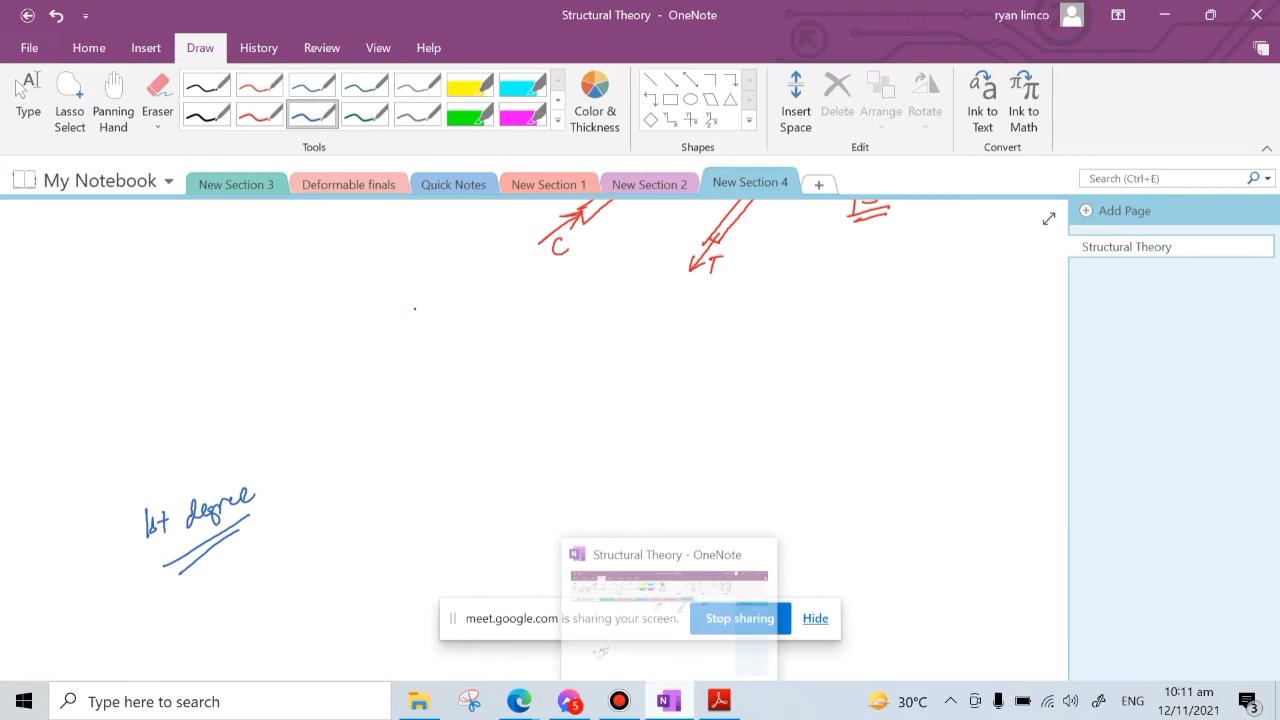 Structural Theory - OneNote
ryan limco
File Home Insert Draw History Review View Help
Type
Lasso Select
Panning Hand
Eraser
Color & Thickness
Insert Space
Delete
Arrange
Rotate
Ink to Text
Ink to Math
Tools
Shapes
Edit
Convert
My Notebook
New Section 3
Deformable finals
Quick Notes
New Section 1
New Section 2
New Section 4
Search (Ctrl+E)
Add Page
Structural Theory
C
T
1st degree
Structural Theory - OneNote
meet.google.com is sharing your screen.
Stop sharing
Hide
Type here to search
5
30°C
ENG
10:11 am
12/11/2021
3